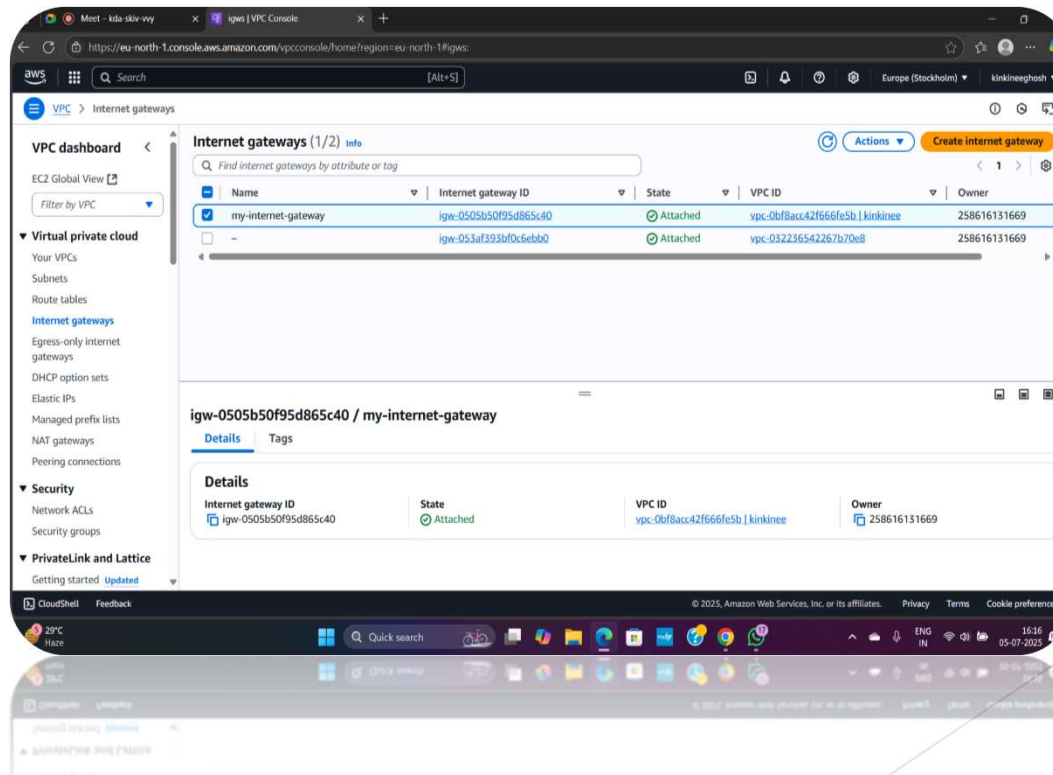 Meet - kda-skiv-vvy
igws | VPC Console
https://eu-north-1.console.aws.amazon.com/vpcconsole/home?region=eu-north-1#igws:
aws
Search
[Alt+S]
Europe (Stockholm)
kinkineeghosh
VPC > Internet gateways
VPC dashboard
EC2 Global View
Filter by VPC
Virtual private cloud
Your VPCs
Subnets
Route tables
Internet gateways
Egress-only internet
gateways
DHCP option sets
Elastic IPs
Managed prefix lists
NAT gateways
Peering connections
Security
Network ACLs
Security groups
PrivateLink and Lattice
Getting started Updated
Internet gateways (1/2) Info
Actions
Create internet gateway
Find internet gateways by attribute or tag
1
Name Internet gateway ID State VPC ID Owner
my-internet-gateway igw-0505b50f95d865c40 Attached vpc-0bf8acc42f666fe5b | kinkinee 258616131669
– igw-053af393bf0c6ebb0 Attached vpc-032236542267b70e8 258616131669
igw-0505b50f95d865c40 / my-internet-gateway
Details Tags
Details
Internet gateway ID State VPC ID Owner
igw-0505b50f95d865c40 Attached vpc-0bf8acc42f666fe5b | kinkinee 258616131669
CloudShell Feedback © 2025, Amazon Web Services, Inc. or its affiliates. Privacy Terms Cookie preference
29°C
Haze
Quick search
ENG
IN
16:16
05-07-2025